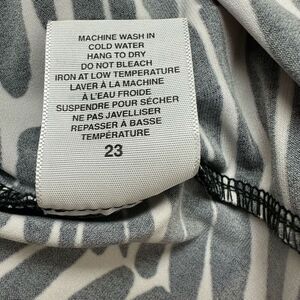 MACHINE WASH IN
COLD WATER
HANG TO DRY
DO NOT BLEACH
IRON AT LOW TEMPERATURE
LAVER À LA MACHINE
À L'EAU FROIDE
SUSPENDRE POUR SÉCHER
NE PAS JAVELLISER
REPASSER À BASSE
TEMPÉRATURE
23